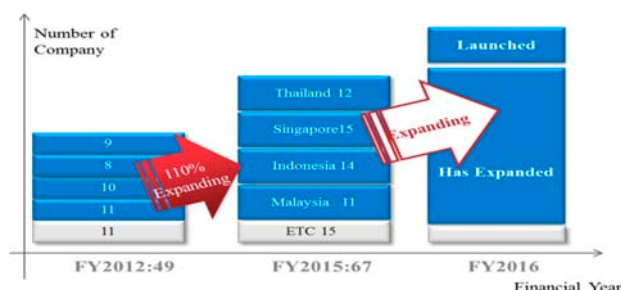 Number of
Company
Launched
Thailand 12
Singapore15
Expanding
9
8
110%
Expanding
Indonesia 14
Has Expanded
10
11
Malaysia 11
11
ETC 15
FY2012:49
FY2015:67
FY2016
Financial Year